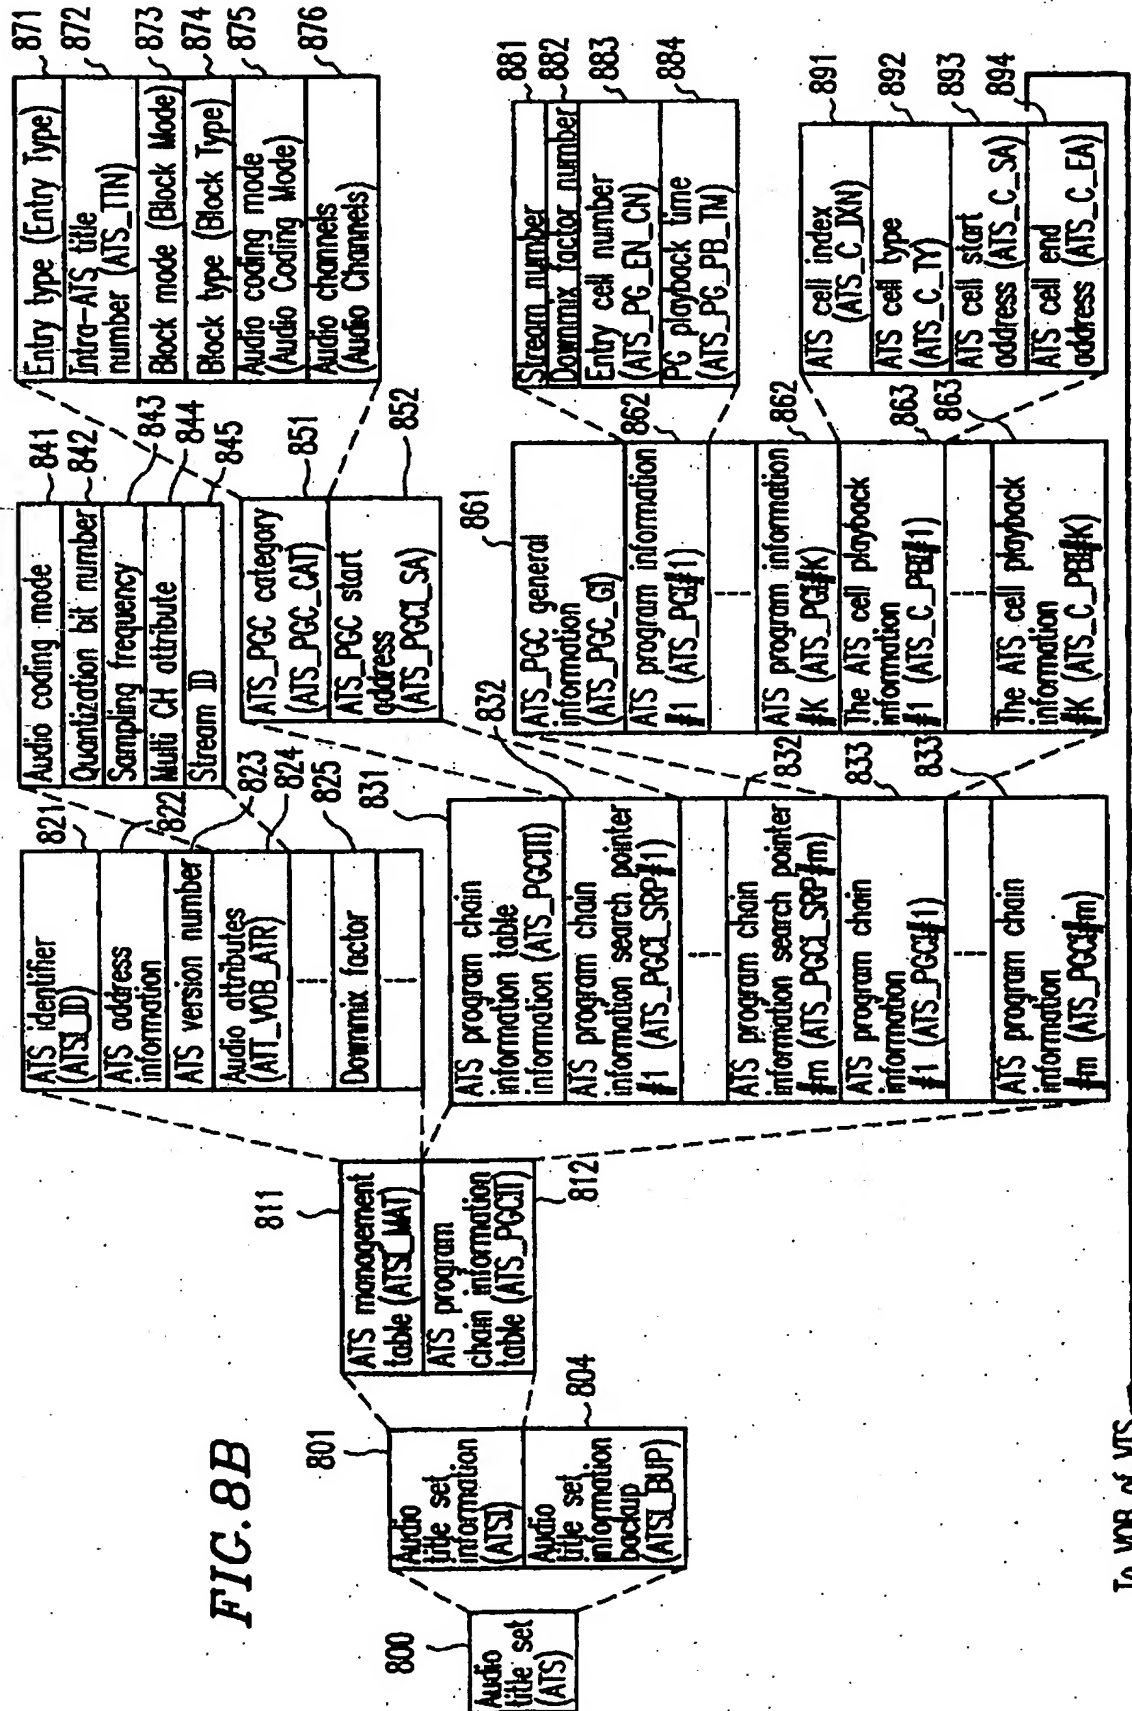 FIG. 8B
800
Audio
title set
(ATS)
801
Audio
title set
information
(ATSI)
Audio
title set
information
backup
(ATSI_BUP)
804
811
ATS management
table (ATSI_MAT)
ATS program
chain information
table (ATS_PGCIT)
812
821
ATS identifier
(ATSI_ID)
822
ATS address
information
823
ATS version number
824
Audio attributes
(ATT_VOB_ATR)
825
Downmix factor
831
ATS program chain
information table
information (ATS_PGCITI)
832
ATS program chain
information search pointer
#1 (ATS_PGCI_SRP#1)
832
ATS program chain
information search pointer
#m (ATS_PGCI_SRP#m)
833
ATS program chain
information
#1 (ATS_PGCI#1)
833
ATS program chain
information
#m (ATS_PGCI#m)
Audio coding mode
841
Quantization bit number
842
Sampling frequency
843
Multi CH attribute
844
Stream ID
845
ATS_PGC category
(ATS_PGC_CAT)
851
ATS_PGC start
address
(ATS_PGCI_SA)
852
861
ATS_PGC general
information
(ATS_PGC_GI)
ATS program information
#1 (ATS_PGI#1)
862
ATS program information
#K (ATS_PGI#K)
862
The ATS cell playback
information
#1 (ATS_C_PBI#1)
863
The ATS cell playback
information
#K (ATS_C_PBI#K)
863
Entry type (Entry Type)
871
Intra-ATS title
number (ATS_TTN)
872
Block mode (Block Mode)
873
Block type (Block Type)
874
Audio coding mode
(Audio Coding Mode)
875
Audio channels
(Audio Channels)
876
Stream number
881
Downmix factor number
882
Entry cell number
(ATS_PG_EN_CN)
883
PG playback time
(ATS_PG_PB_TM)
884
ATS cell index
(ATS_C_IXN)
891
ATS cell type
(ATS_C_TY)
892
ATS cell start
address (ATS_C_SA)
893
ATS cell end
address (ATS_C_EA)
894
To VOB of VTS